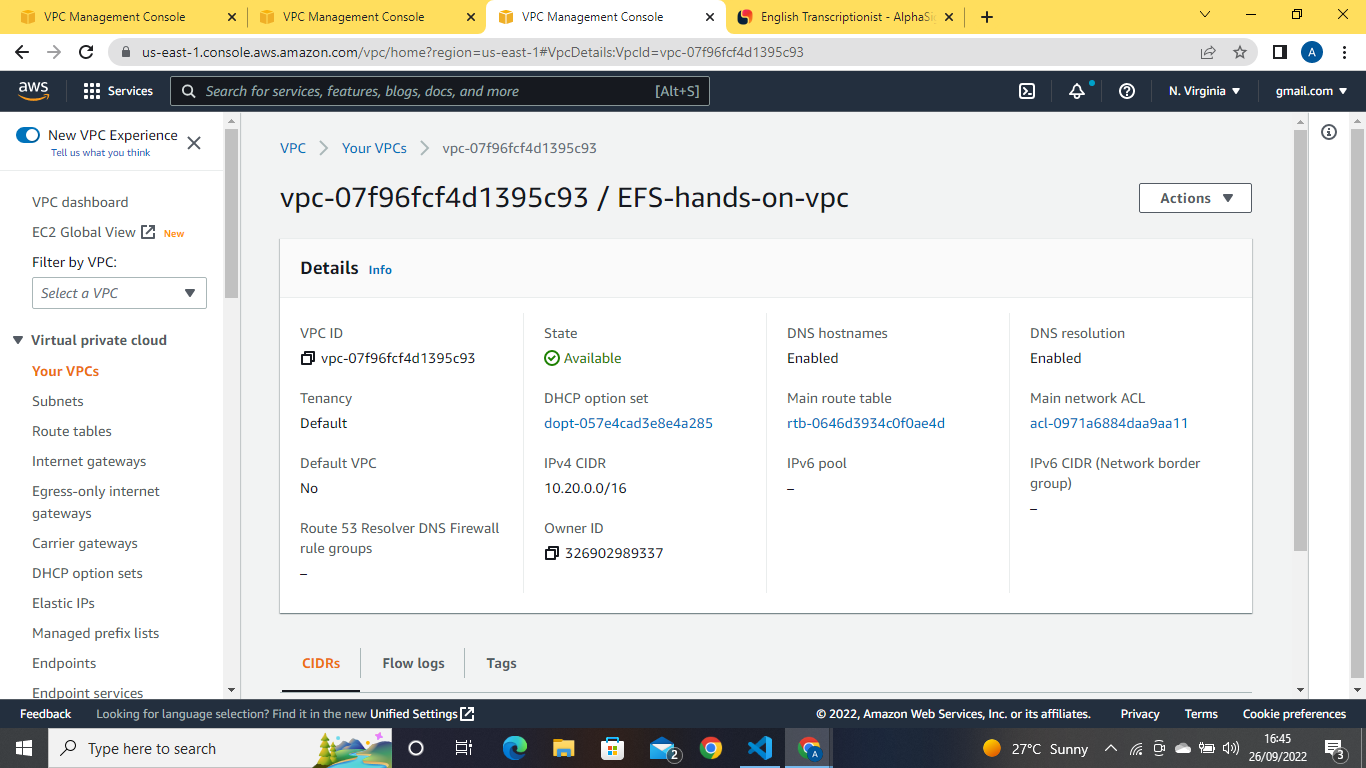 VPC Management Console
VPC Management Console
VPC Management Console
English Transcriptionist - AlphaSi
us-east-1.console.aws.amazon.com/vpc/home?region=us-east-1#VpcDetails:VpcId=vpc-07f96fcf4d1395c93
A
aws
Services
Search for services, features, blogs, docs, and more
[Alt+S]
N. Virginia
gmail.com
New VPC Experience
Tell us what you think
VPC dashboard
EC2 Global View New
Filter by VPC:
Select a VPC
Virtual private cloud
Your VPCs
Subnets
Route tables
Internet gateways
Egress-only internet
gateways
Carrier gateways
DHCP option sets
Elastic IPs
Managed prefix lists
Endpoints
Endpoint services
VPC Your VPCs vpc-07f96fcf4d1395c93
vpc-07f96fcf4d1395c93 / EFS-hands-on-vpc
Actions
Details Info
VPC ID
vpc-07f96fcf4d1395c93
State
Available
DNS hostnames
Enabled
DNS resolution
Enabled
Tenancy
Default
DHCP option set
dopt-057e4cad3e8e4a285
Main route table
rtb-0646d3934c0f0ae4d
Main network ACL
acl-0971a6884daa9aa11
Default VPC
No
IPv4 CIDR
10.20.0.0/16
IPv6 pool
–
IPv6 CIDR (Network border
group)
–
Route 53 Resolver DNS Firewall
rule groups
–
Owner ID
326902989337
CIDRs
Flow logs
Tags
Feedback
Looking for language selection? Find it in the new Unified Settings
© 2022, Amazon Web Services, Inc. or its affiliates.
Privacy
Terms
Cookie preferences
Type here to search
2
A
27°C Sunny
16:45
26/09/2022
3